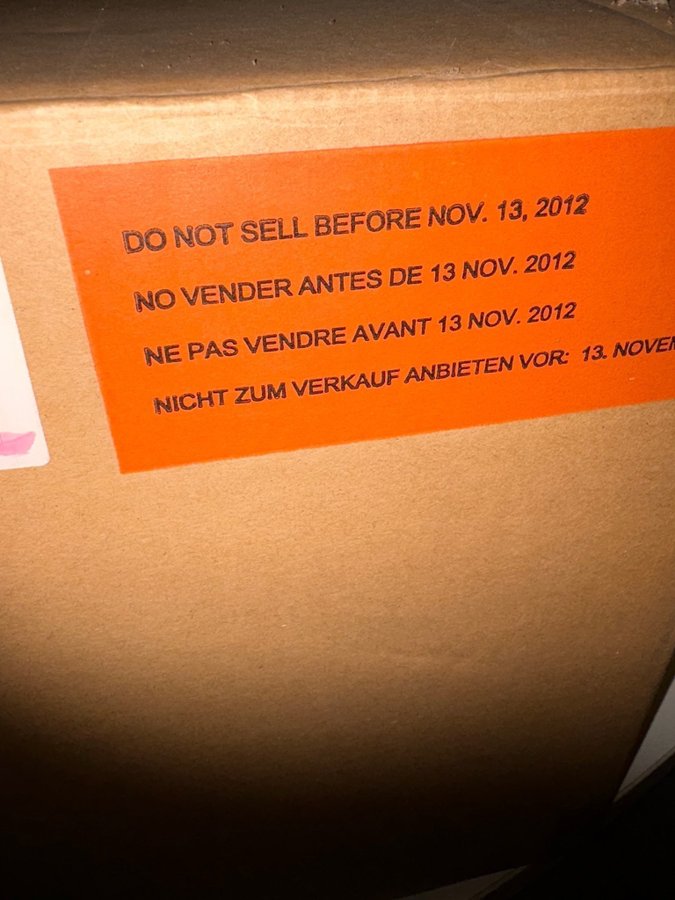 DO NOT SELL BEFORE NOV. 13, 2012
NO VENDER ANTES DE 13 NOV. 2012
NE PAS VENDRE AVANT 13 NOV. 2012
NICHT ZUM VERKAUF ANBIETEN VOR: 13.